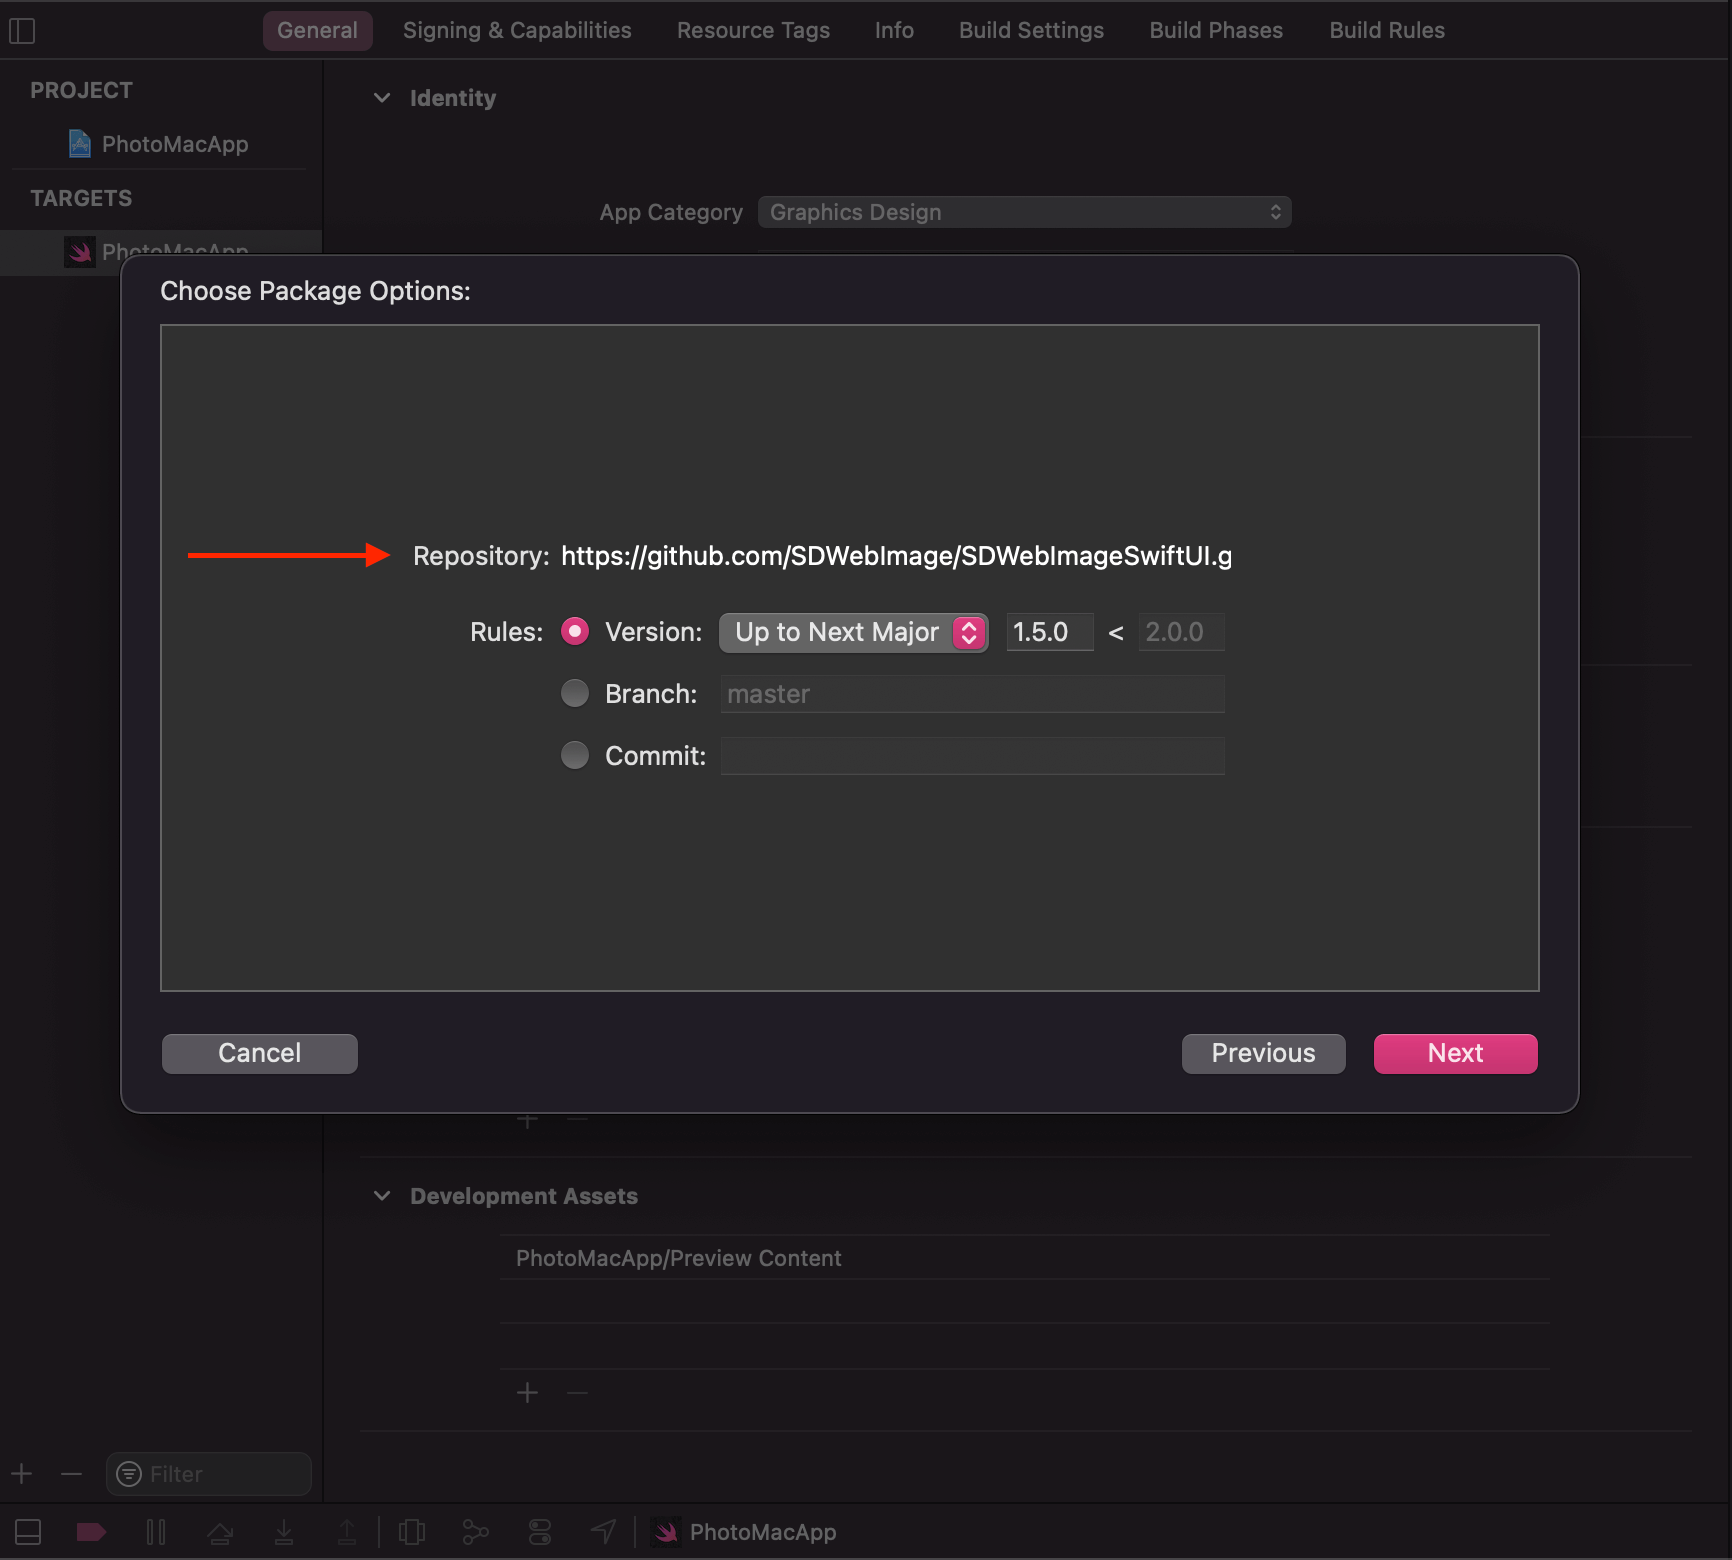 General Signing & Capabilities Resource Tags Info Build Settings Build Phases Build Rules
PROJECT
PhotoMacApp
TARGETS
PhotoMacApp
Identity
App Category Graphics Design
Choose Package Options:
Repository: https://github.com/SDWebImage/SDWebImageSwiftUI.g
Rules: Version: Up to Next Major 1.5.0 < 2.0.0
Branch: master
Commit:
Cancel Previous Next
Development Assets
PhotoMacApp/Preview Content
Filter
PhotoMacApp